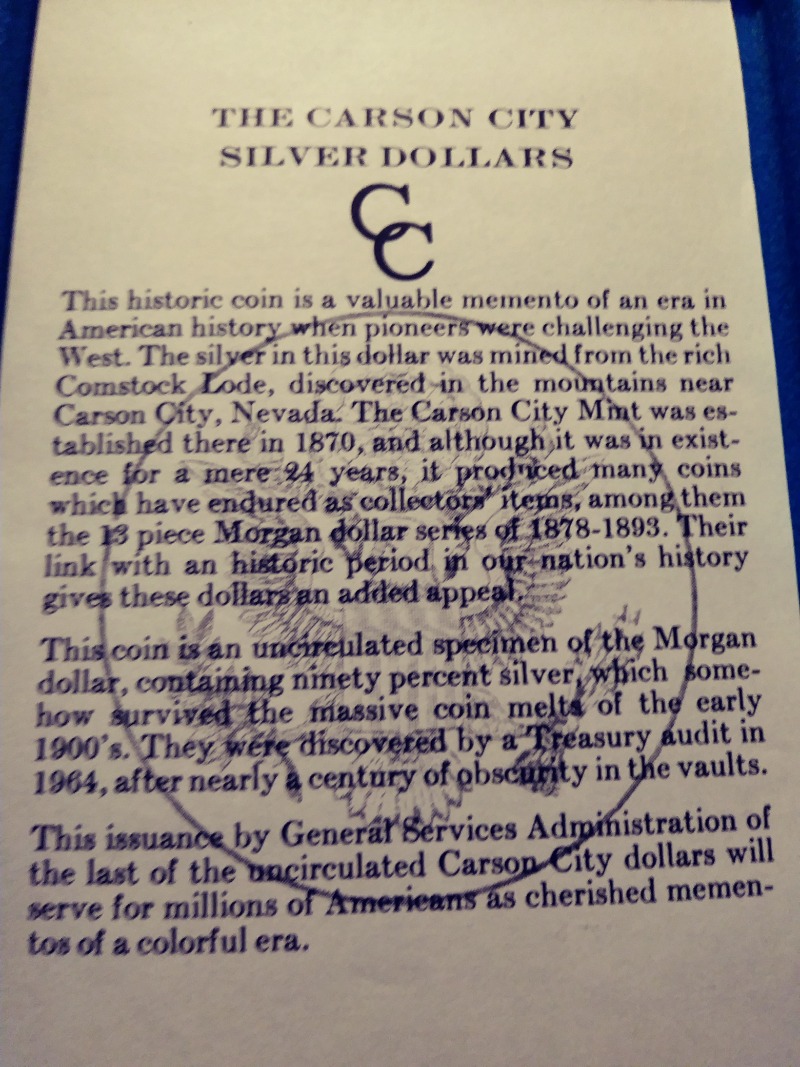 THE CARSON CITY
SILVER DOLLARS
CC
This historic coin is a valuable memento of an era in
American history when pioneers were challenging the
West. The silver in this dollar was mined from the rich
Comstock Lode, discovered in the mountains near
Carson City, Nevada. The Carson City Mint was es-
tablished there in 1870, and although it was in exist-
ence for a mere 24 years, it produced many coins
which have endured as collectors' items, among them
the 13 piece Morgan dollar series of 1878-1893. Their
link with an historic period in our nation's history
gives these dollars an added appeal.
This coin is an uncirculated specimen of the Morgan
dollar, containing ninety percent silver, which some-
how survived the massive coin melts of the early
1900's. They were discovered by a Treasury audit in
1964, after nearly a century of obscurity in the vaults.
This issuance by General Services Administration of
the last of the uncirculated Carson City dollars will
serve for millions of Americans as cherished memen-
tos of a colorful era.